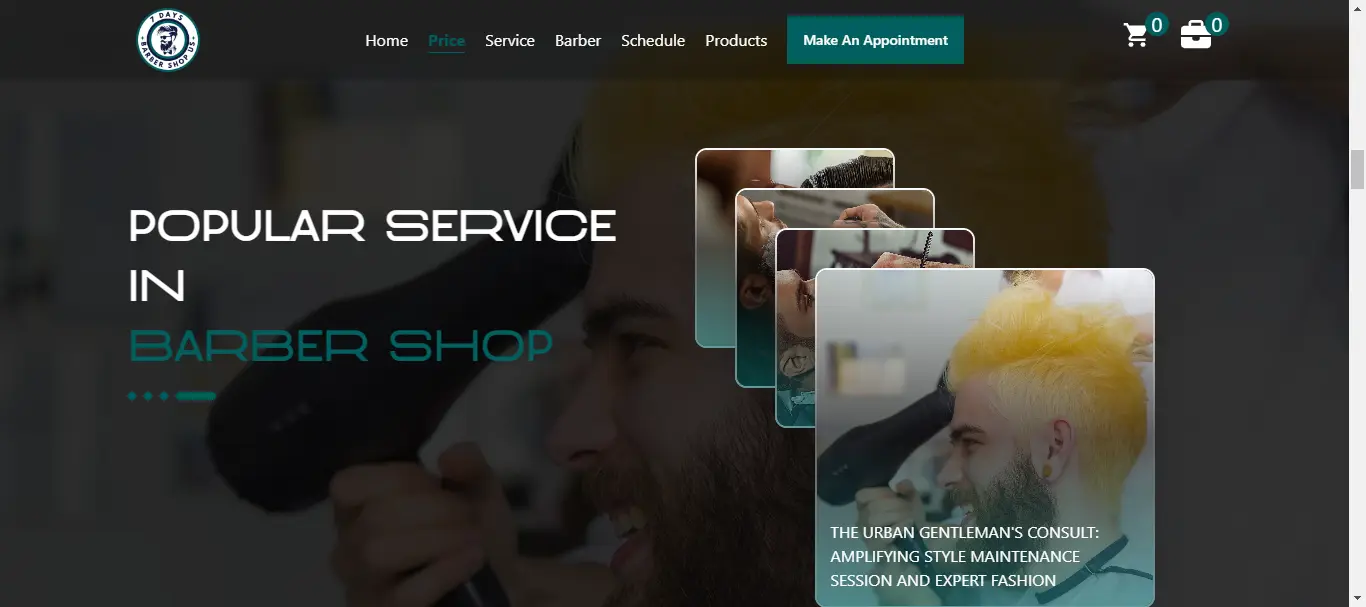 7 DAYS
BARBER SHOP US
Home
Price
Service
Barber
Schedule
Products
Make An Appointment
0
0
POPULAR SERVICE
IN
BARBER SHOP
THE URBAN GENTLEMAN'S CONSULT:
AMPLIFYING STYLE MAINTENANCE
SESSION AND EXPERT FASHION